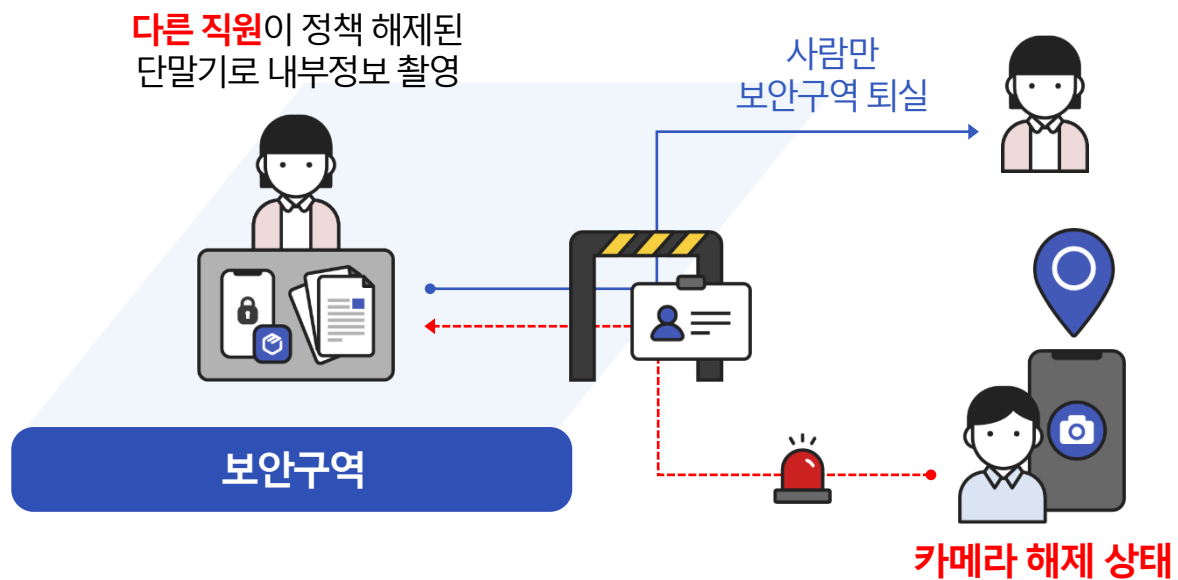 다른 직원이 정책 해제된
단말기로 내부정보 촬영
사람만
보안구역 퇴실
보안구역
카메라 해제 상태